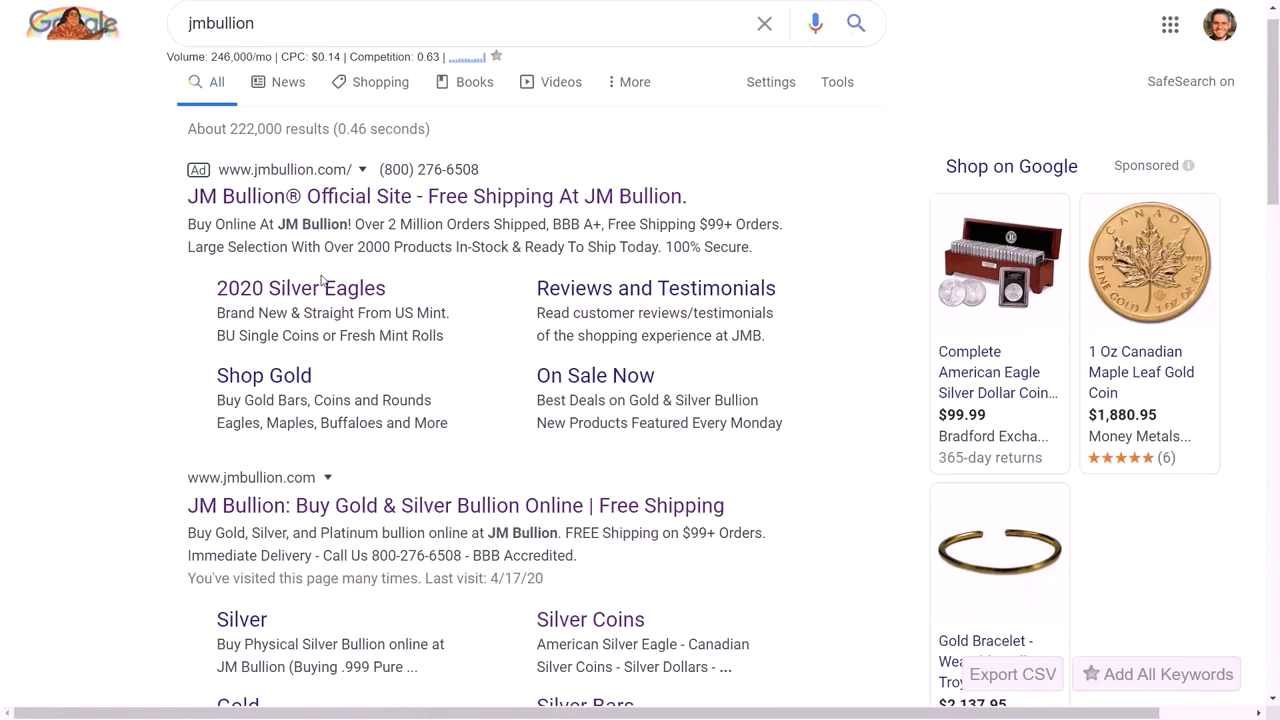 jmbullion
Volume: 246,000/mo | CPC: $0.14 | Competition: 0.63 |
All
News
Shopping
Books
Videos
More
Settings
Tools
SafeSearch on
About 222,000 results (0.46 seconds)
Ad www.jmbullion.com/ (800) 276-6508
JM Bullion® Official Site - Free Shipping At JM Bullion.
Buy Online At JM Bullion! Over 2 Million Orders Shipped, BBB A+, Free Shipping $99+ Orders.
Large Selection With Over 2000 Products In-Stock & Ready To Ship Today. 100% Secure.
2020 Silver Eagles
Brand New & Straight From US Mint.
BU Single Coins or Fresh Mint Rolls
Reviews and Testimonials
Read customer reviews/testimonials
of the shopping experience at JMB.
Shop Gold
Buy Gold Bars, Coins and Rounds
Eagles, Maples, Buffaloes and More
On Sale Now
Best Deals on Gold & Silver Bullion
New Products Featured Every Monday
www.jmbullion.com
JM Bullion: Buy Gold & Silver Bullion Online | Free Shipping
Buy Gold, Silver, and Platinum bullion online at JM Bullion. FREE Shipping on $99+ Orders.
Immediate Delivery - Call Us 800-276-6508 - BBB Accredited.
You've visited this page many times. Last visit: 4/17/20
Silver
Buy Physical Silver Bullion online at
JM Bullion (Buying .999 Pure ...
Silver Coins
American Silver Eagle - Canadian
Silver Coins - Silver Dollars - ...
Gold
Silver Bars
Shop on Google
Sponsored
Complete
American Eagle
Silver Dollar Coin...
$99.99
Bradford Excha...
365-day returns
1 Oz Canadian
Maple Leaf Gold
Coin
$1,880.95
Money Metals...
(6)
Gold Bracelet -
$2,137.95
Export CSV
Add All Keywords